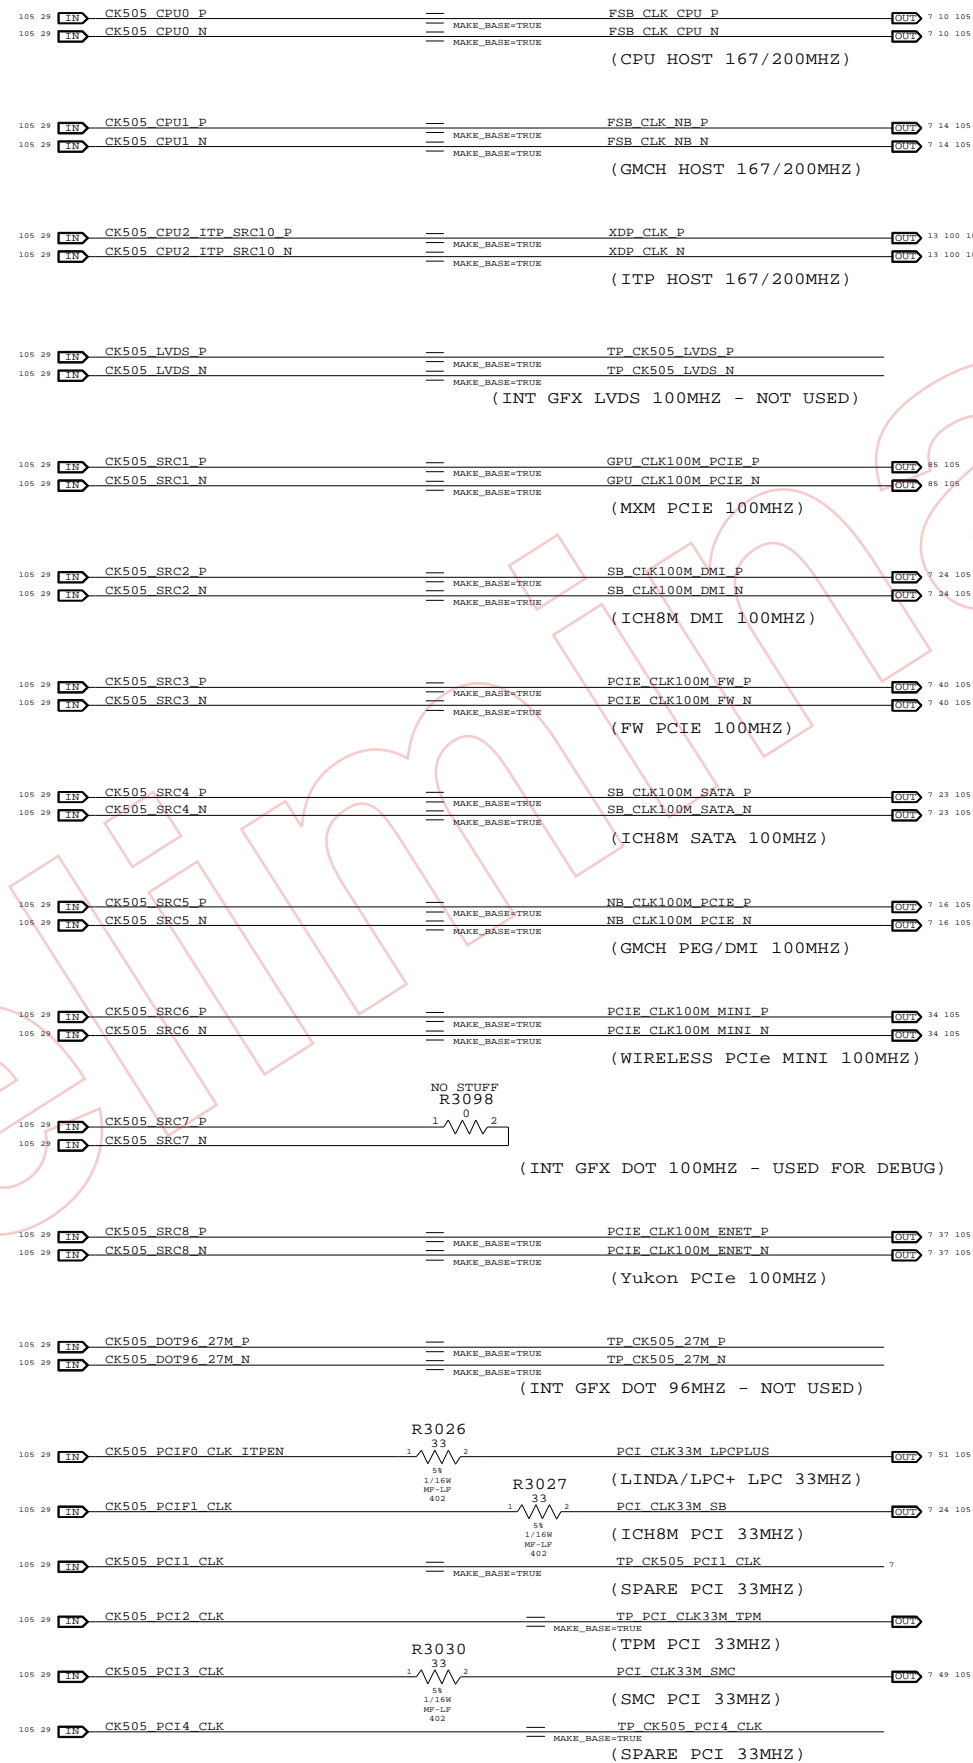 105 29 IN CK505_CPU0_P MAKE_BASE=TRUE FSB_CLK_CPU_P OUT 7 10 105
105 29 IN CK505_CPU0_N MAKE_BASE=TRUE FSB_CLK_CPU_N OUT 7 10 105
(CPU HOST 167/200MHZ)
105 29 IN CK505_CPU1_P MAKE_BASE=TRUE FSB_CLK_NB_P OUT 7 14 105
105 29 IN CK505_CPU1_N MAKE_BASE=TRUE FSB_CLK_NB_N OUT 7 14 105
(GMCH HOST 167/200MHZ)
105 29 IN CK505_CPU2_ITP_SRC10_P MAKE_BASE=TRUE XDP_CLK_P OUT 13 100 10
105 29 IN CK505_CPU2_ITP_SRC10_N MAKE_BASE=TRUE XDP_CLK_N OUT 13 100 10
(ITP HOST 167/200MHZ)
105 29 IN CK505_LVDS_P MAKE_BASE=TRUE TP_CK505_LVDS_P
105 29 IN CK505_LVDS_N MAKE_BASE=TRUE TP_CK505_LVDS_N
(INT GFX LVDS 100MHZ - NOT USED)
105 29 IN CK505_SRC1_P MAKE_BASE=TRUE GPU_CLK100M_PCIE_P OUT 85 105
105 29 IN CK505_SRC1_N MAKE_BASE=TRUE GPU_CLK100M_PCIE_N OUT 85 105
(MXM PCIE 100MHZ)
105 29 IN CK505_SRC2_P MAKE_BASE=TRUE SB_CLK100M_DMI_P OUT 7 24 105
105 29 IN CK505_SRC2_N MAKE_BASE=TRUE SB_CLK100M_DMI_N OUT 7 24 105
(ICH8M DMI 100MHZ)
105 29 IN CK505_SRC3_P MAKE_BASE=TRUE PCIE_CLK100M_FW_P OUT 7 40 105
105 29 IN CK505_SRC3_N MAKE_BASE=TRUE PCIE_CLK100M_FW_N OUT 7 40 105
(FW PCIE 100MHZ)
105 29 IN CK505_SRC4_P MAKE_BASE=TRUE SB_CLK100M_SATA_P OUT 7 23 105
105 29 IN CK505_SRC4_N MAKE_BASE=TRUE SB_CLK100M_SATA_N OUT 7 23 105
(ICH8M SATA 100MHZ)
105 29 IN CK505_SRC5_P MAKE_BASE=TRUE NB_CLK100M_PCIE_P OUT 7 16 105
105 29 IN CK505_SRC5_N MAKE_BASE=TRUE NB_CLK100M_PCIE_N OUT 7 16 105
(GMCH PEG/DMI 100MHZ)
105 29 IN CK505_SRC6_P MAKE_BASE=TRUE PCIE_CLK100M_MINI_P OUT 34 105
105 29 IN CK505_SRC6_N MAKE_BASE=TRUE PCIE_CLK100M_MINI_N OUT 34 105
(WIRELESS PCIe MINI 100MHZ)
NO STUFF
R3098
0
105 29 IN CK505_SRC7_P 1 2
105 29 IN CK505_SRC7_N
(INT GFX DOT 100MHZ - USED FOR DEBUG)
105 29 IN CK505_SRC8_P MAKE_BASE=TRUE PCIE_CLK100M_ENET_P OUT 7 37 105
105 29 IN CK505_SRC8_N MAKE_BASE=TRUE PCIE_CLK100M_ENET_N OUT 7 37 105
(Yukon PCIe 100MHZ)
105 29 IN CK505_DOT96_27M_P MAKE_BASE=TRUE TP_CK505_27M_P
105 29 IN CK505_DOT96_27M_N MAKE_BASE=TRUE TP_CK505_27M_N
(INT GFX DOT 96MHZ - NOT USED)
R3026
33
105 29 IN CK505_PCIF0_CLK_ITPEN 1 2 PCI_CLK33M_LPCPLUS OUT 7 51 105
5%
1/16W
MF-LF
402
(LINDA/LPC+ LPC 33MHZ)
R3027
33
105 29 IN CK505_PCIF1_CLK 1 2 PCI_CLK33M_SB OUT 7 24 105
5%
1/16W
MF-LF
402
(ICH8M PCI 33MHZ)
105 29 IN CK505_PCI1_CLK MAKE_BASE=TRUE TP_CK505_PCI1_CLK 7
(SPARE PCI 33MHZ)
105 29 IN CK505_PCI2_CLK MAKE_BASE=TRUE TP_PCI_CLK33M_TPM OUT
(TPM PCI 33MHZ)
R3030
33
105 29 IN CK505_PCI3_CLK 1 2 PCI_CLK33M_SMC OUT 7 49 105
5%
1/16W
MF-LF
402
(SMC PCI 33MHZ)
105 29 IN CK505_PCI4_CLK MAKE_BASE=TRUE TP_CK505_PCI4_CLK
(SPARE PCI 33MHZ)
elimina